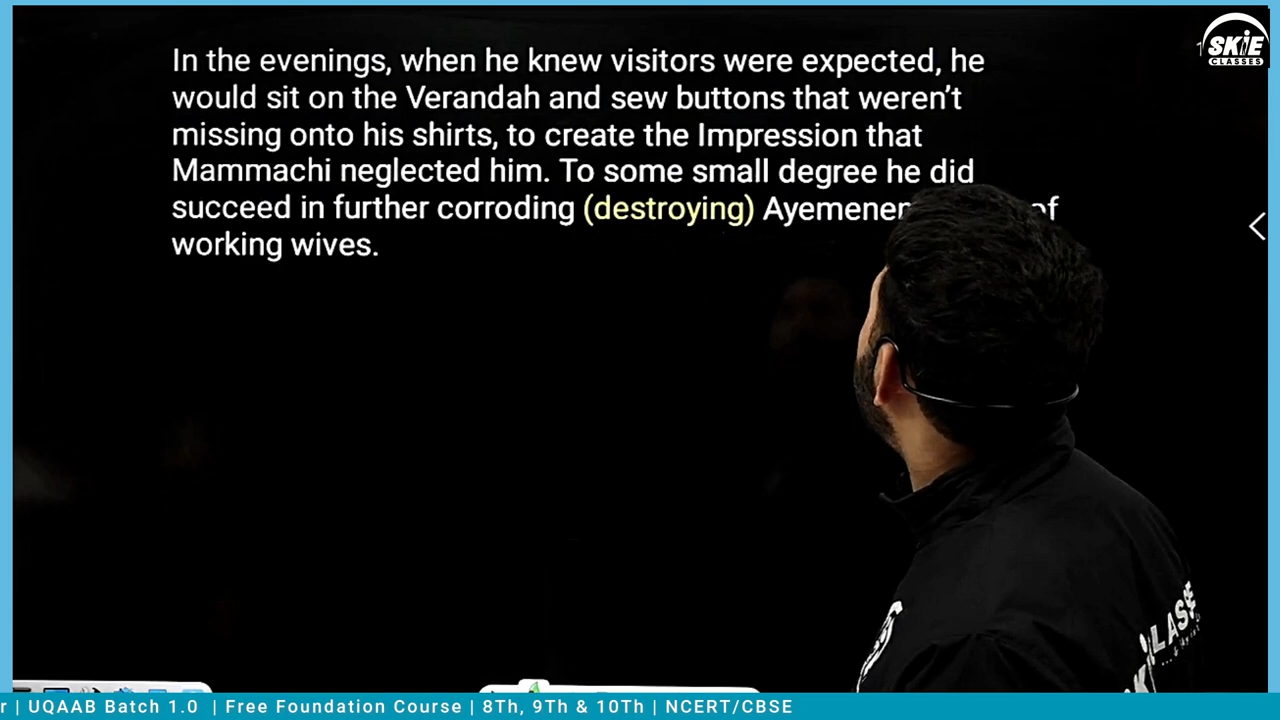 In the evenings, when he knew visitors were expected, he
would sit on the Verandah and sew buttons that weren't
missing onto his shirts, to create the Impression that
Mammachi neglected him. To some small degree he did
succeed in further corroding (destroying) Ayemenem of
working wives.
SKIE
CLASSES
| UQAAB Batch 1.0 | Free Foundation Course | 8Th, 9Th & 10Th | NCERT/CBSE